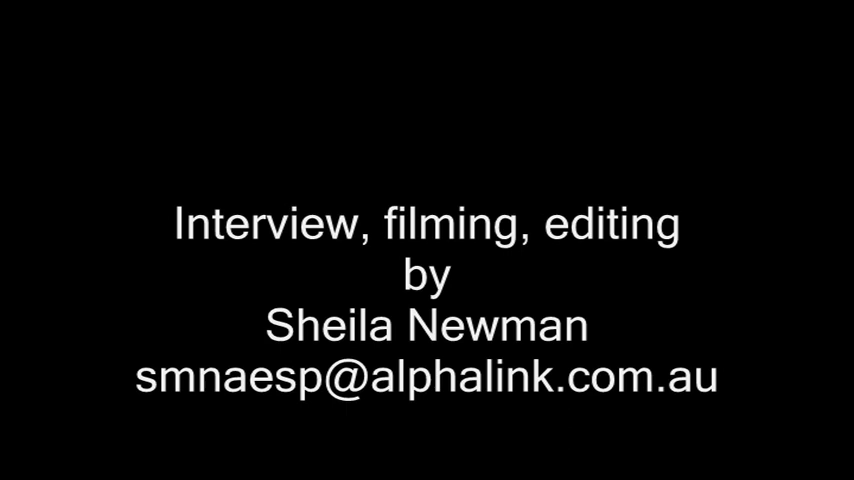 Interview, filming, editing
by
Sheila Newman
smnaesp@alphalink.com.au